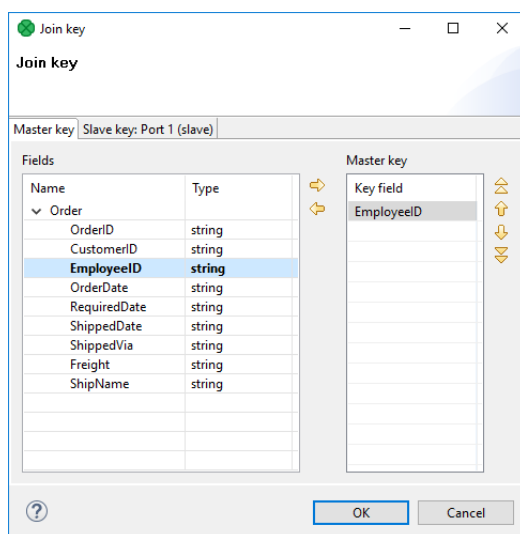 Join key
Join key
Master key Slave key: Port 1 (slave)
Fields
Name Type
Order
OrderID string
CustomerID string
EmployeeID string
OrderDate string
RequiredDate string
ShippedDate string
ShippedVia string
Freight string
ShipName string
Master key
Key field
EmployeeID
?
OK Cancel